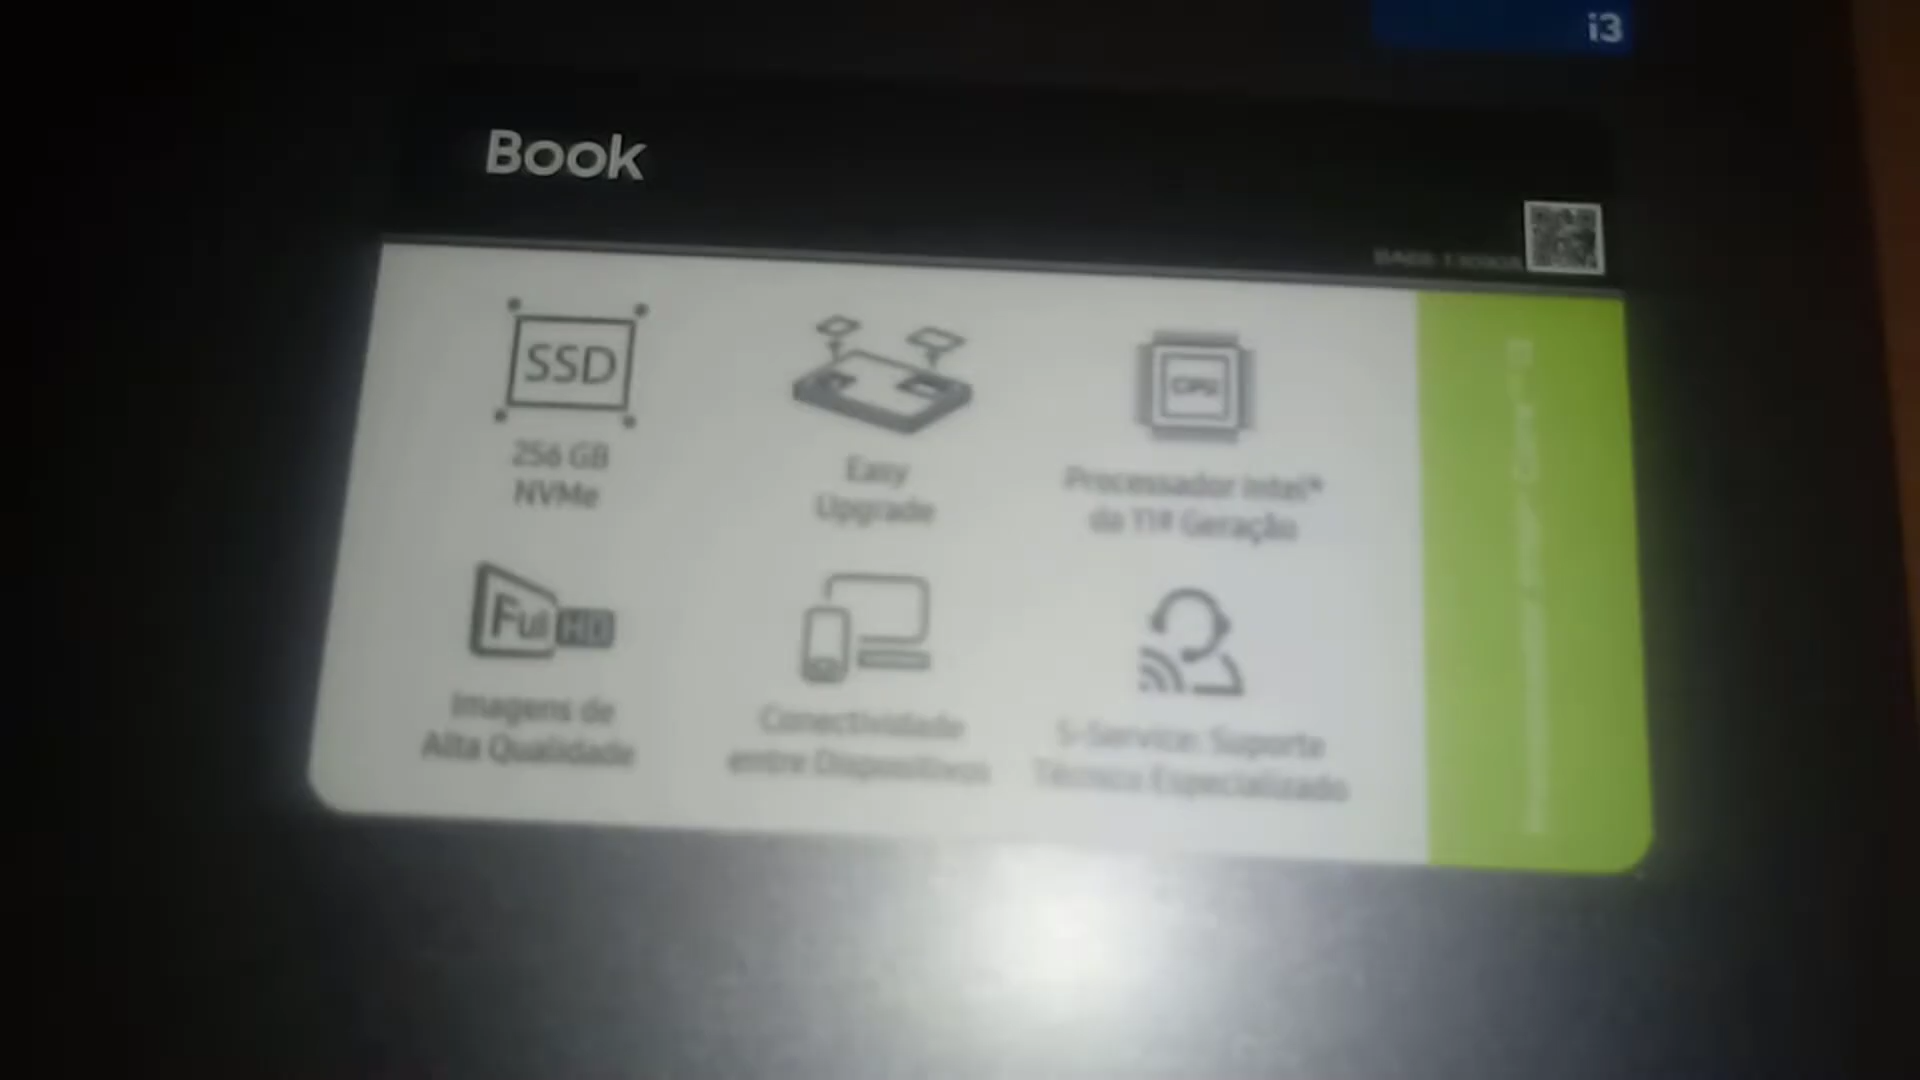 i3
Book
SSD
256 GB
NVMe
Easy
Upgrade
CPU
Processador Intel®
da 11ª Geração
Full HD
Imagens de
Alta Qualidade
Conectividade
entre Dispositivos
S-Service: Suporte
Técnico Especializado